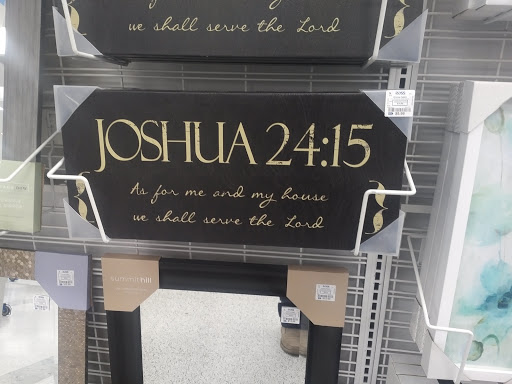 we shall serve the Lord
JOSHUA 24:15
As for me and my house
we shall serve the Lord
summithill